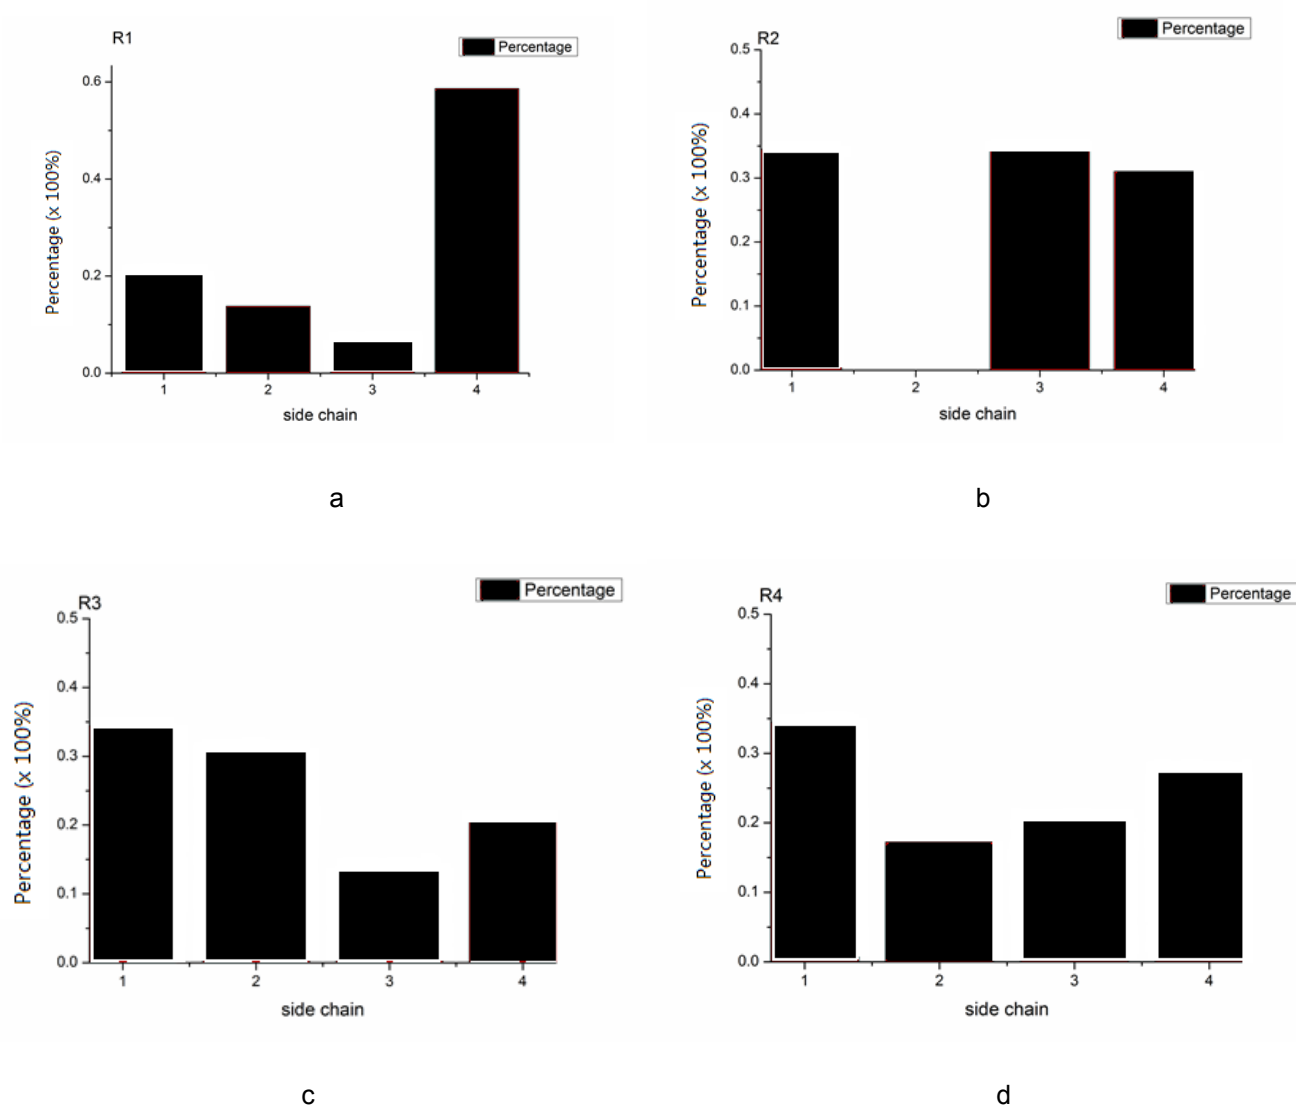 R1
Percentage
0.6
0.4
0.2
0.0
Percentage (x 100%)
1 2 3 4
side chain
a
R2
Percentage
0.5
0.4
0.3
0.2
0.1
0.0
Percentage (x 100%)
1 2 3 4
side chain
b
R3
Percentage
0.5
0.4
0.3
0.2
0.1
0.0
Percentage (x 100%)
1 2 3 4
side chain
c
R4
Percentage
0.5
0.4
0.3
0.2
0.1
0.0
Percentage (x 100%)
1 2 3 4
side chain
d